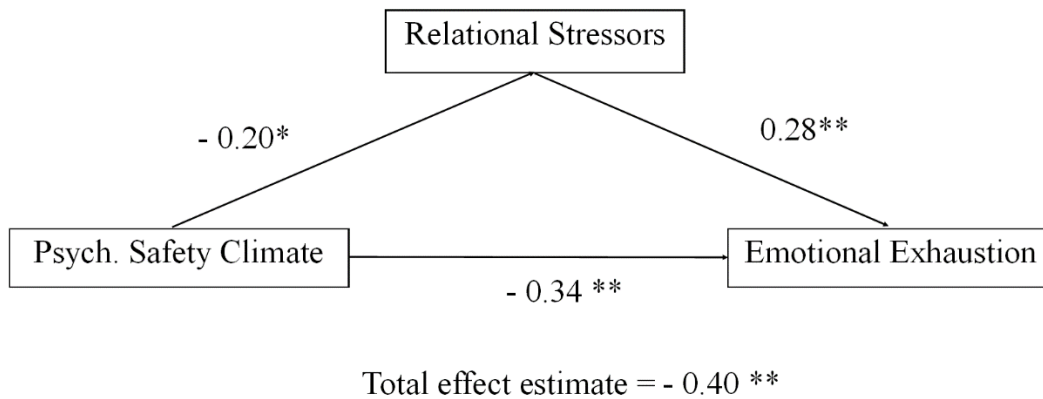 Relational Stressors
- 0.20*
0.28**
Psych. Safety Climate
Emotional Exhaustion
- 0.34 **
Total effect estimate = - 0.40 **